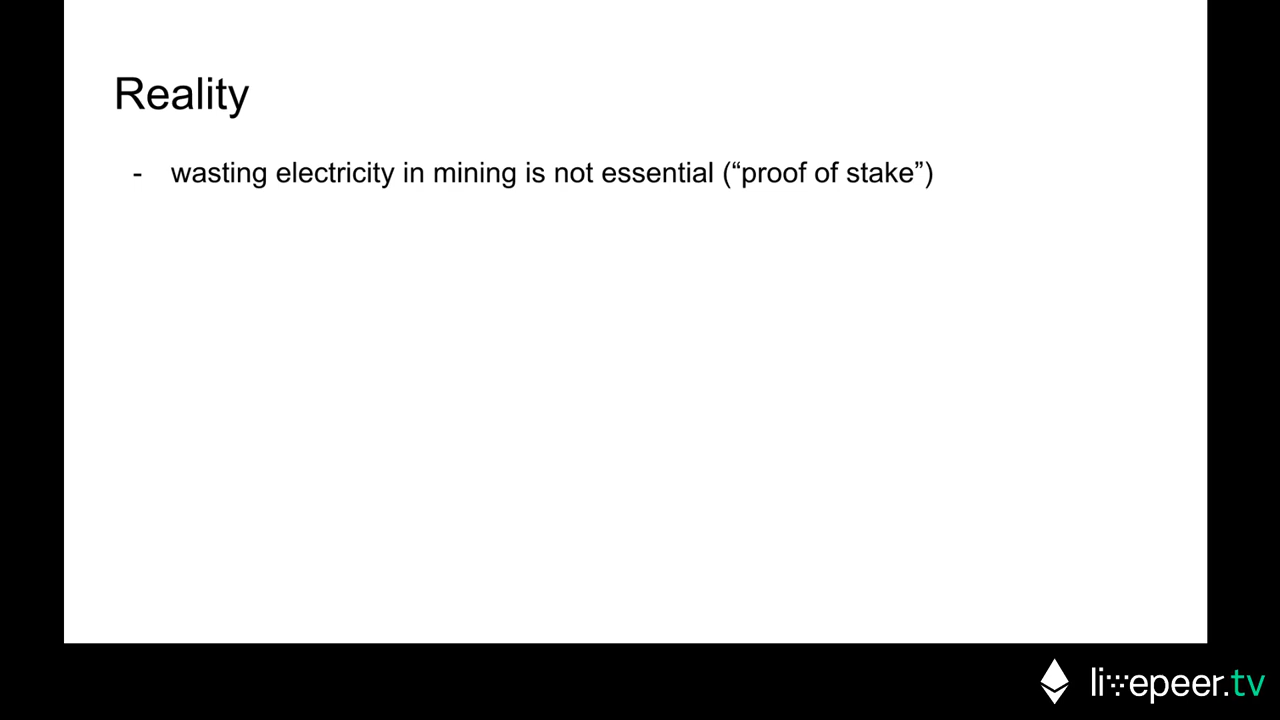 Reality
- wasting electricity in mining is not essential (“proof of stake”)
livepeer.tv